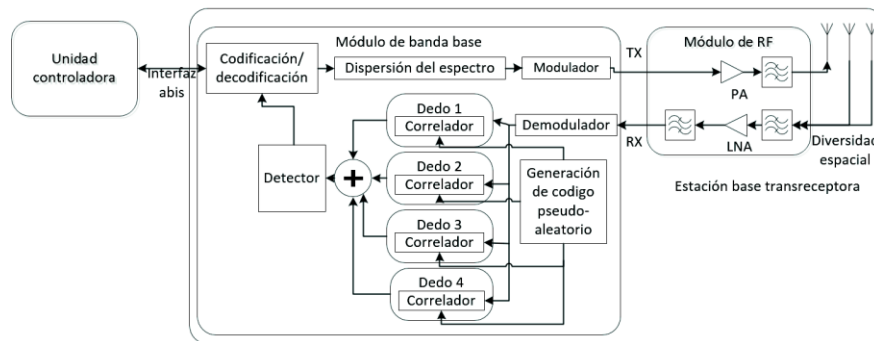 Unidad
controladora
Interfaz
abis
Codificación/
decodificación
Módulo de banda base
Dispersión del espectro
Modulador
TX
Módulo de RF
PA
Dedo 1
Correlador
Demodulador
RX
LNA
Diversidad
espacial
Estación base transreceptora
Detector
+
Dedo 2
Correlador
Generación
de codigo
pseudo-
aleatorio
Dedo 3
Correlador
Dedo 4
Correlador